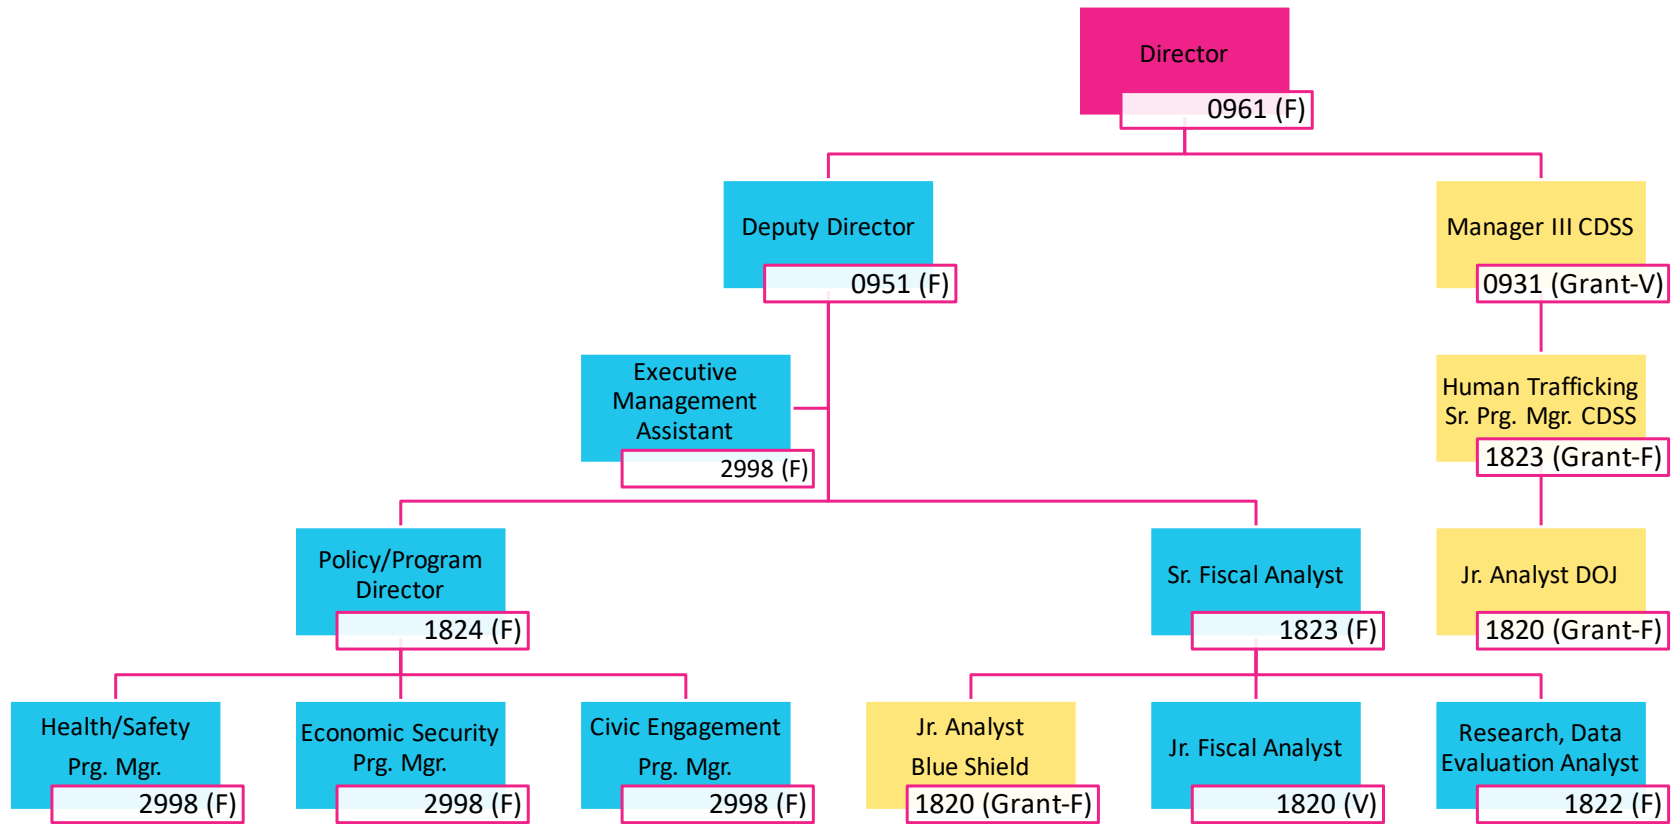 Director
0961 (F)
Deputy Director
0951 (F)
Manager III CDSS
0931 (Grant-V)
Executive
Management
Assistant
2998 (F)
Human Trafficking
Sr. Prg. Mgr. CDSS
1823 (Grant-F)
Policy/Program
Director
1824 (F)
Sr. Fiscal Analyst
1823 (F)
Jr. Analyst DOJ
1820 (Grant-F)
Health/Safety
Prg. Mgr.
2998 (F)
Economic Security
Prg. Mgr.
2998 (F)
Civic Engagement
Prg. Mgr.
2998 (F)
Jr. Analyst
Blue Shield
1820 (Grant-F)
Jr. Fiscal Analyst
1820 (V)
Research, Data
Evaluation Analyst
1822 (F)